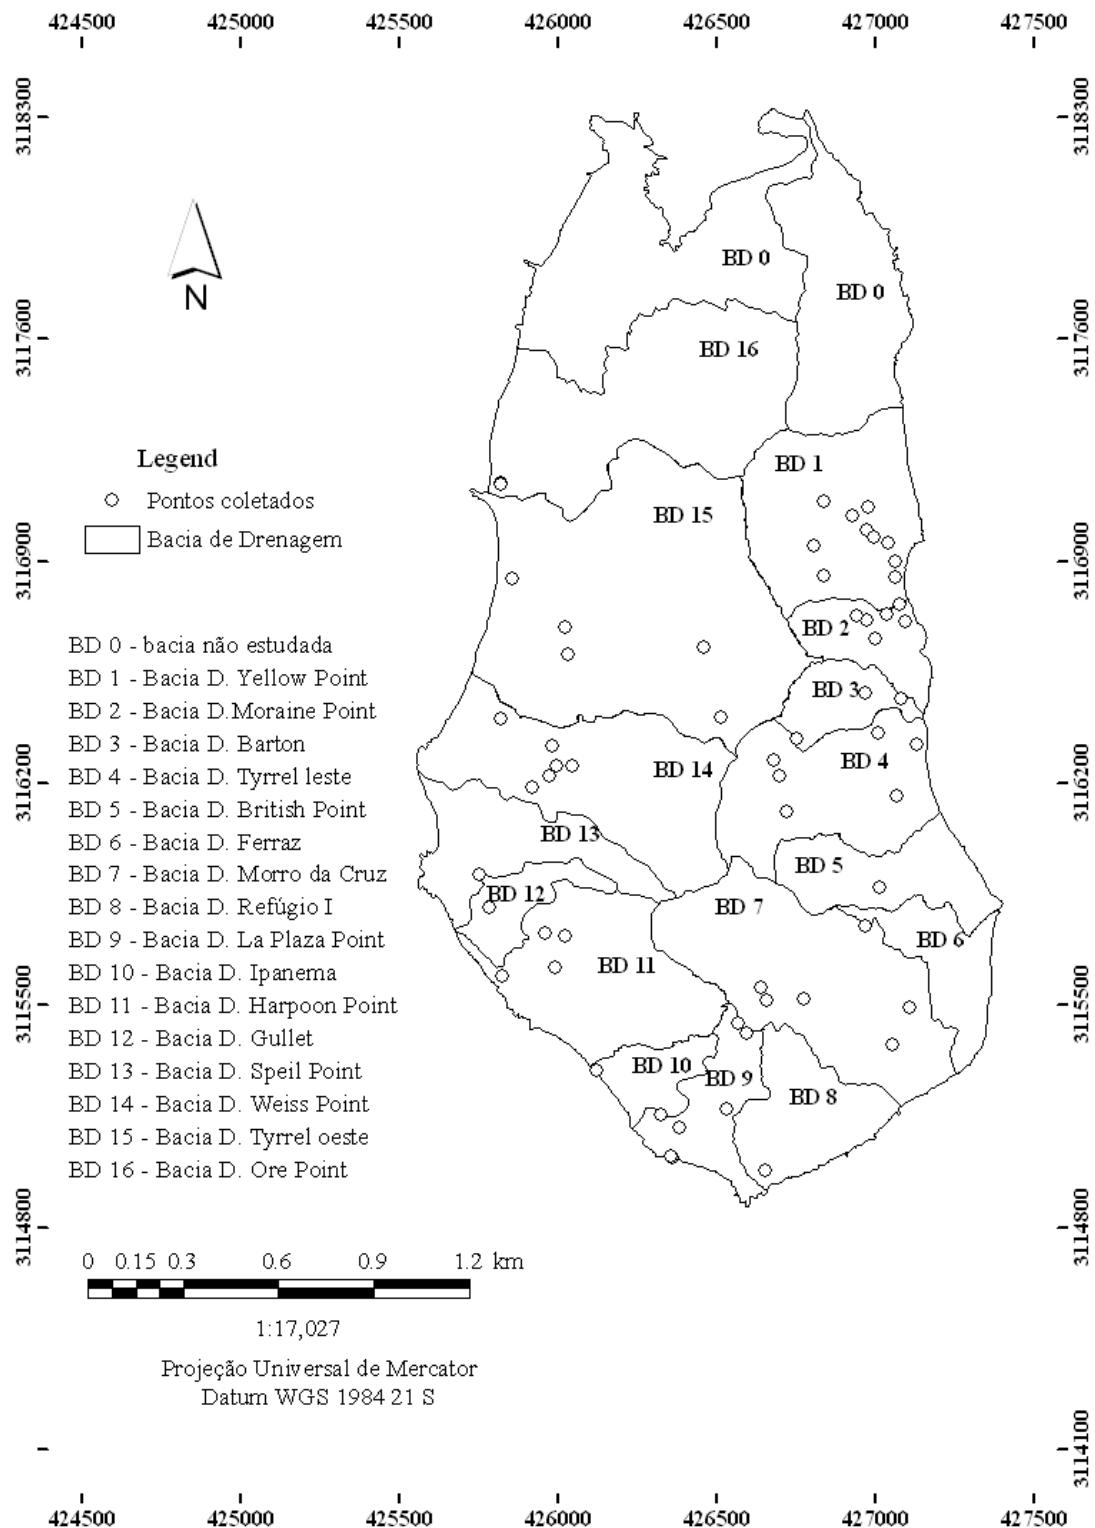 424500 425000 425500 426000 426500 427000 427500
3118300 3118300
N
BD 0
BD 0
3117600 3117600
BD 16
Legend
BD 1
Pontos coletados
BD 15
Bacia de Drenagem
3116900 3116900
BD 2
BD 0 - bacia não estudada
BD 1 - Bacia D. Yellow Point
BD 3
BD 2 - Bacia D.Moraine Point
BD 3 - Bacia D. Barton
BD 4 - Bacia D. Tyrrel leste
BD 14
BD 4
3116200 3116200
BD 5 - Bacia D. British Point
BD 13
BD 6 - Bacia D. Ferraz
BD 5
BD 7 - Bacia D. Morro da Cruz
BD 12
BD 7
BD 8 - Bacia D. Refúgio I
BD 9 - Bacia D. La Plaza Point
BD 6
BD 11
BD 10 - Bacia D. Ipanema
BD 11 - Bacia D. Harpoon Point
3115500 3115500
BD 12 - Bacia D. Gullet
BD 10
BD 13 - Bacia D. Speil Point
BD 9
BD 8
BD 14 - Bacia D. Weiss Point
BD 15 - Bacia D. Tyrrel oeste
BD 16 - Bacia D. Ore Point
3114800 3114800
0 0.15 0.3 0.6 0.9 1.2 km
1:17,027
Projeção Universal de Mercator
Datum WGS 1984 21 S
3114100
424500 425000 425500 426000 426500 427000 427500